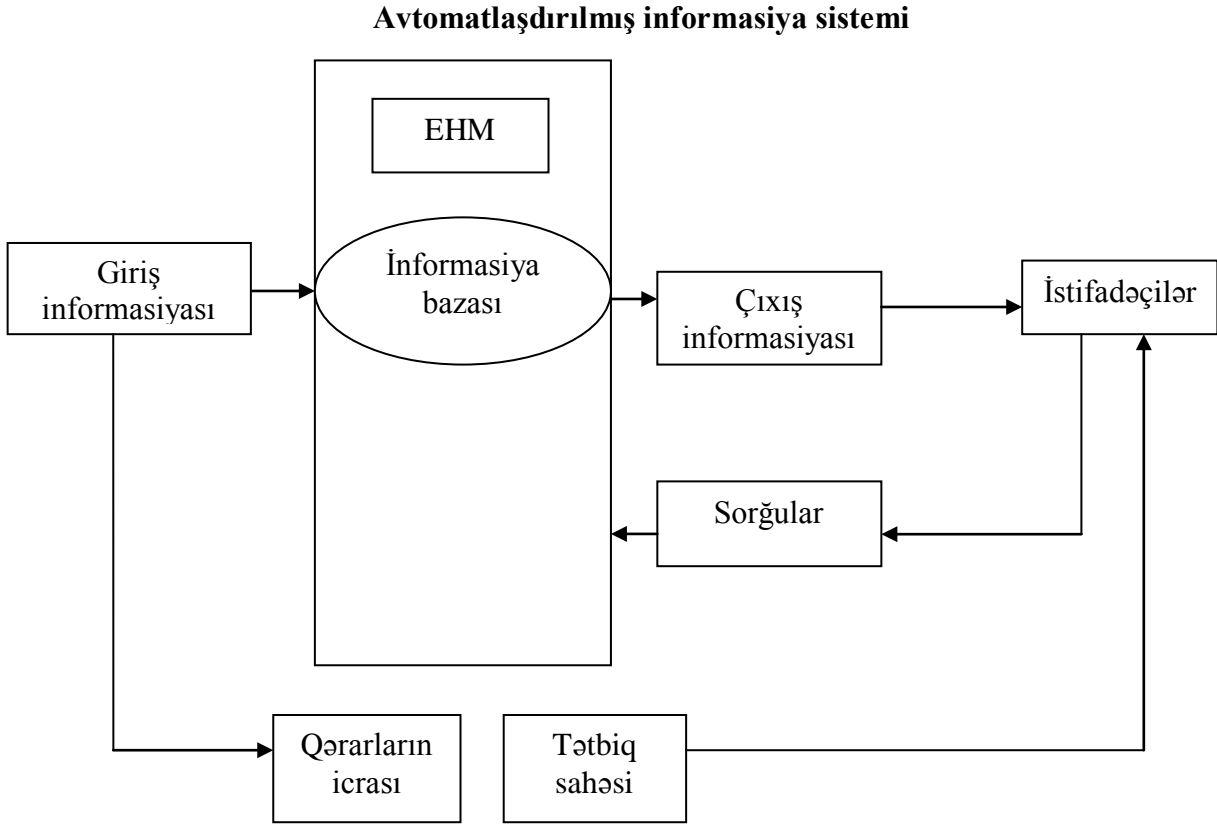 Avtomatlaşdırılmış informasiya sistemi
EHM
Giriş
informasiyası
İnformasiya
bazası
Çıxış
informasiyası
İstifadəçilər
Sorğular
Qərarların
icrası
Tətbiq
sahəsi